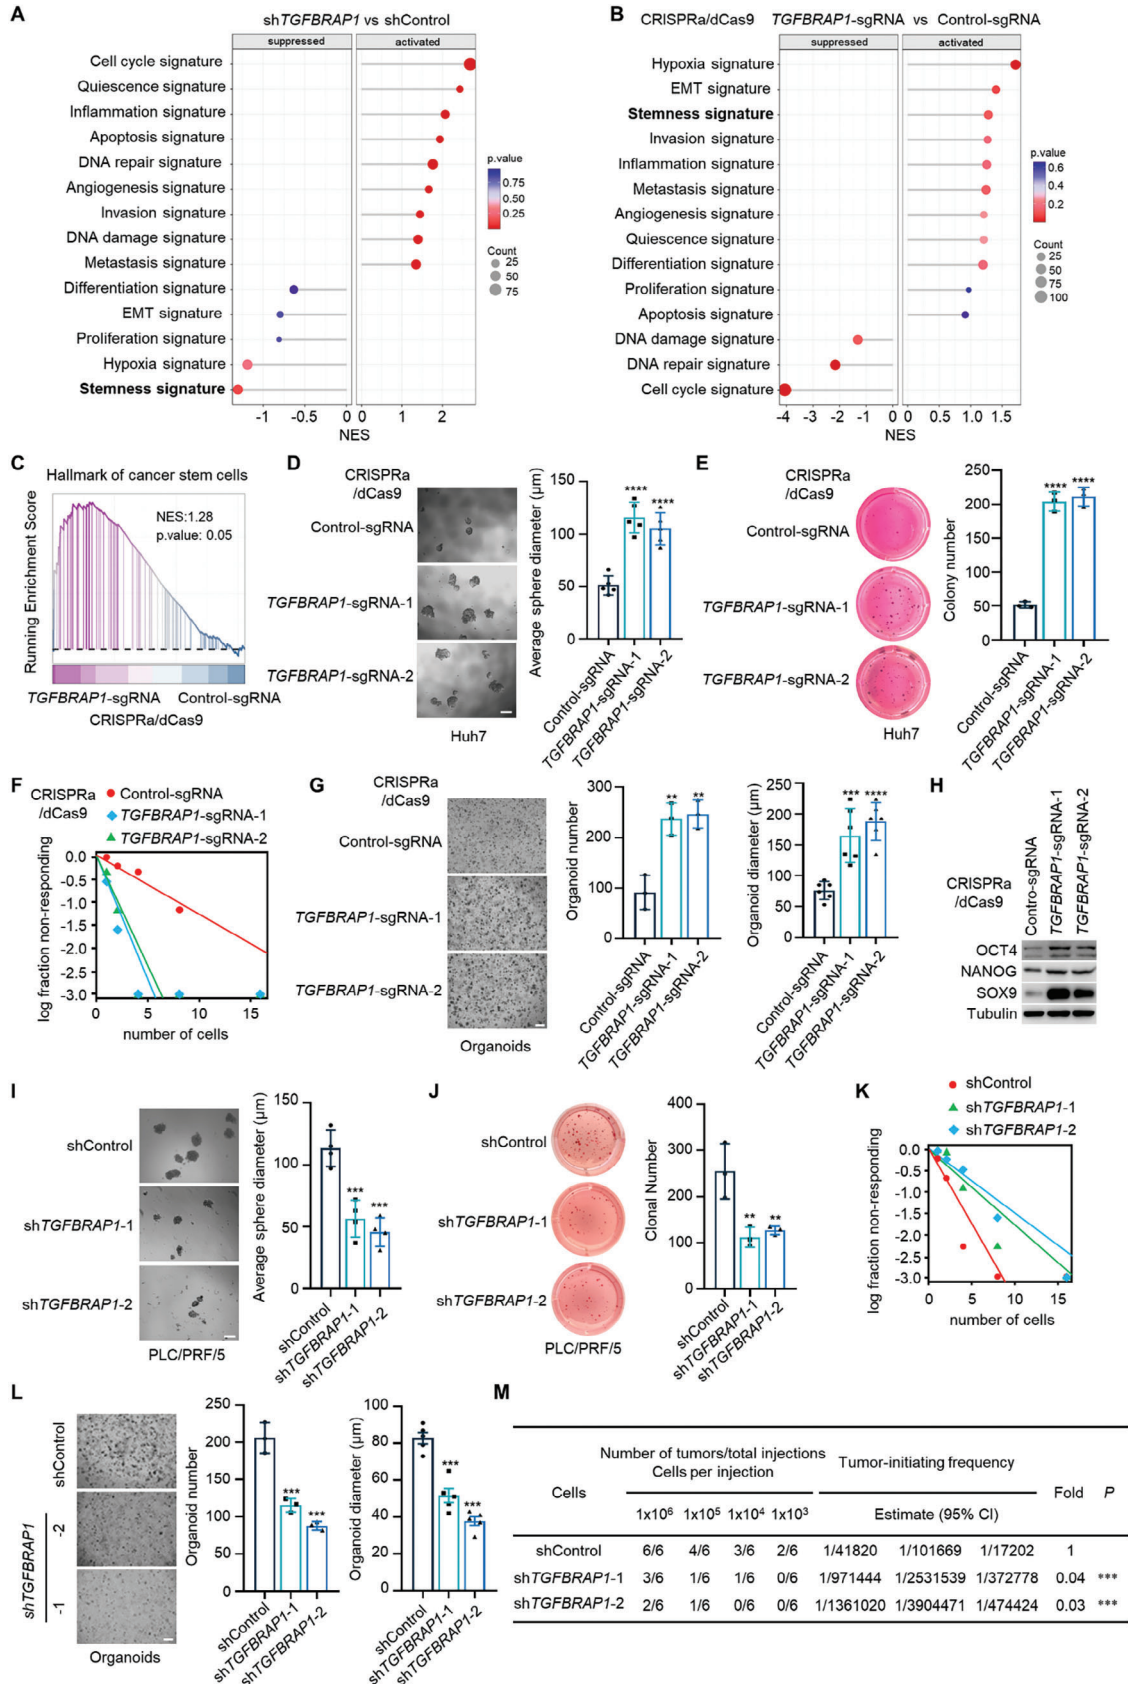 A
shTGFBRAP1 vs shControl
suppressed
activated
Cell cycle signature
Quiescence signature
Inflammation signature
Apoptosis signature
DNA repair signature
Angiogenesis signature
Invasion signature
DNA damage signature
Metastasis signature
Differentiation signature
EMT signature
Proliferation signature
Hypoxia signature
Stemness signature
-1 -0.5 0 0 1 2
NES
p.value
0.75
0.50
0.25
Count
25
50
75
B
CRISPRa/dCas9 TGFBRAP1-sgRNA vs Control-sgRNA
suppressed
activated
Hypoxia signature
EMT signature
Stemness signature
Invasion signature
Inflammation signature
Metastasis signature
Angiogenesis signature
Quiescence signature
Differentiation signature
Proliferation signature
Apoptosis signature
DNA damage signature
DNA repair signature
Cell cycle signature
-4 -3 -2 -1 0 0 0.5 1.0 1.5
NES
p.value
0.6
0.4
0.2
Count
25
50
75
100
C
Hallmark of cancer stem cells
NES:1.28
p.value: 0.05
Running Enrichment Score
TGFBRAP1-sgRNA Control-sgRNA
CRISPRa/dCas9
D
CRISPRa
/dCas9
Control-sgRNA
TGFBRAP1-sgRNA-1
TGFBRAP1-sgRNA-2
Huh7
Average sphere diameter (μm)
150
100
50
0
****
****
Control-sgRNA
TGFBRAP1-sgRNA-1
TGFBRAP1-sgRNA-2
E
CRISPRa
/dCas9
Control-sgRNA
TGFBRAP1-sgRNA-1
TGFBRAP1-sgRNA-2
Huh7
Colony number
250
200
150
100
50
0
****
****
Control-sgRNA
TGFBRAP1-sgRNA-1
TGFBRAP1-sgRNA-2
F
CRISPRa
/dCas9
Control-sgRNA
TGFBRAP1-sgRNA-1
TGFBRAP1-sgRNA-2
log fraction non-responding
0.0
-0.5
-1.0
-1.5
-2.0
-2.5
-3.0
0 5 10 15
number of cells
G
CRISPRa
/dCas9
Control-sgRNA
TGFBRAP1-sgRNA-1
TGFBRAP1-sgRNA-2
Organoids
Organoid number
300
200
100
0
**
**
Control-sgRNA
TGFBRAP1-sgRNA-1
TGFBRAP1-sgRNA-2
Organoid diameter (μm)
250
200
150
100
50
0
***
****
Control-sgRNA
TGFBRAP1-sgRNA-1
TGFBRAP1-sgRNA-2
H
CRISPRa
/dCas9
Contro-sgRNA
TGFBRAP1-sgRNA-1
TGFBRAP1-sgRNA-2
OCT4
NANOG
SOX9
Tubulin
I
shControl
shTGFBRAP1-1
shTGFBRAP1-2
PLC/PRF/5
Average sphere diameter (μm)
150
100
50
0
***
***
shControl
shTGFBRAP1-1
shTGFBRAP1-2
J
shControl
shTGFBRAP1-1
shTGFBRAP1-2
PLC/PRF/5
Clonal Number
400
300
200
100
0
**
**
shControl
shTGFBRAP1-1
shTGFBRAP1-2
K
shControl
shTGFBRAP1-1
shTGFBRAP1-2
log fraction non-responding
0.0
-0.5
-1.0
-1.5
-2.0
-2.5
-3.0
0 5 10 15
number of cells
L
shControl
shTGFBRAP1
-2
-1
Organoids
Organoid number
250
200
150
100
50
0
***
***
shControl
shTGFBRAP1-1
shTGFBRAP1-2
Organoid diameter (μm)
80
60
40
20
0
***
***
shControl
shTGFBRAP1-1
shTGFBRAP1-2
M
Cells
Number of tumors/total injections
Cells per injection
Tumor-initiating frequency
Fold P
1x10⁶ 1x10⁵ 1x10⁴ 1x10³ Estimate (95% CI)
shControl 6/6 4/6 3/6 2/6 1/41820 1/101669 1/17202 1
shTGFBRAP1-1 3/6 1/6 1/6 0/6 1/971444 1/2531539 1/372778 0.04 ***
shTGFBRAP1-2 2/6 1/6 0/6 0/6 1/1361020 1/3904471 1/474424 0.03 ***